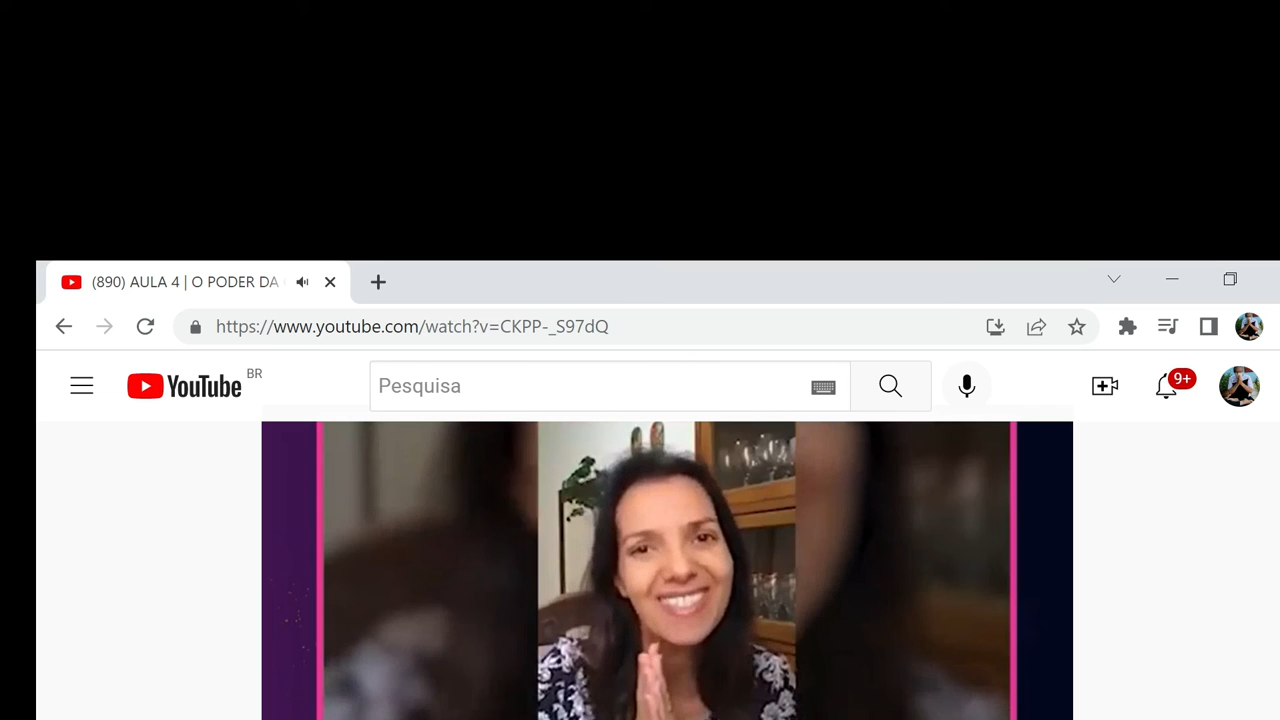 (890) AULA 4 | O PODER DA
https://www.youtube.com/watch?v=CKPP-_S97dQ
YouTube BR
Pesquisa
9+